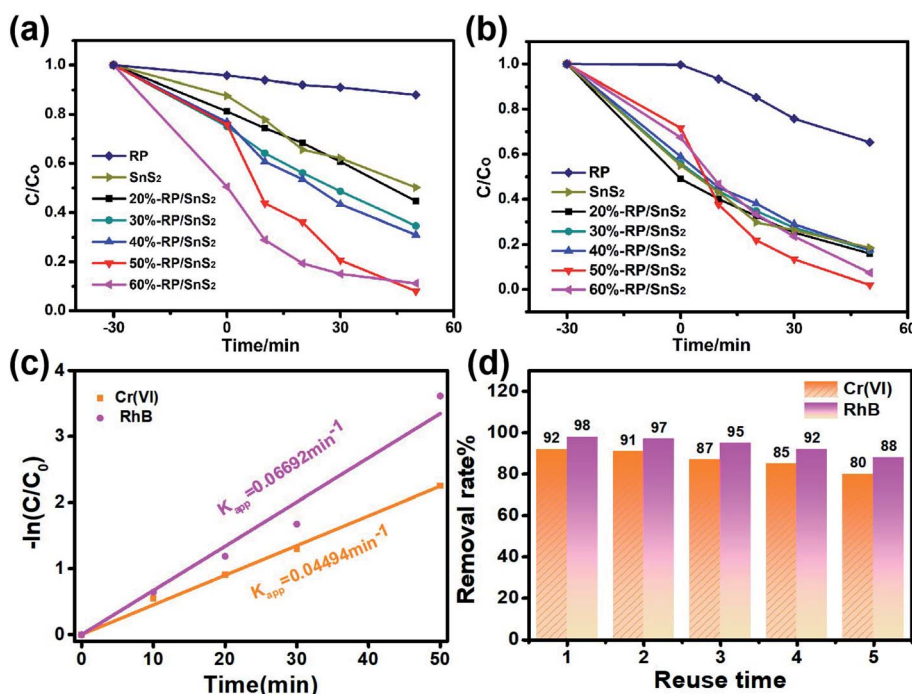 (a)
1.0
0.8
0.6
0.4
0.2
0.0
C/C₀
RP
SnS₂
20%-RP/SnS₂
30%-RP/SnS₂
40%-RP/SnS₂
50%-RP/SnS₂
60%-RP/SnS₂
-30
0
30
60
Time/min
(b)
1.0
0.8
0.6
0.4
0.2
0.0
C/C₀
RP
SnS₂
20%-RP/SnS₂
30%-RP/SnS₂
40%-RP/SnS₂
50%-RP/SnS₂
60%-RP/SnS₂
-30
0
30
60
Time/min
(c)
4
3
2
1
0
-ln(C/C₀)
Cr(VI)
RhB
K_app=0.06692min⁻¹
K_app=0.04494min⁻¹
0
10
20
30
40
50
Time(min)
(d)
120
100
80
60
40
20
0
Removal rate%
Cr(VI)
RhB
92 98
91 97
87 95
85 92
80 88
1
2
3
4
5
Reuse time